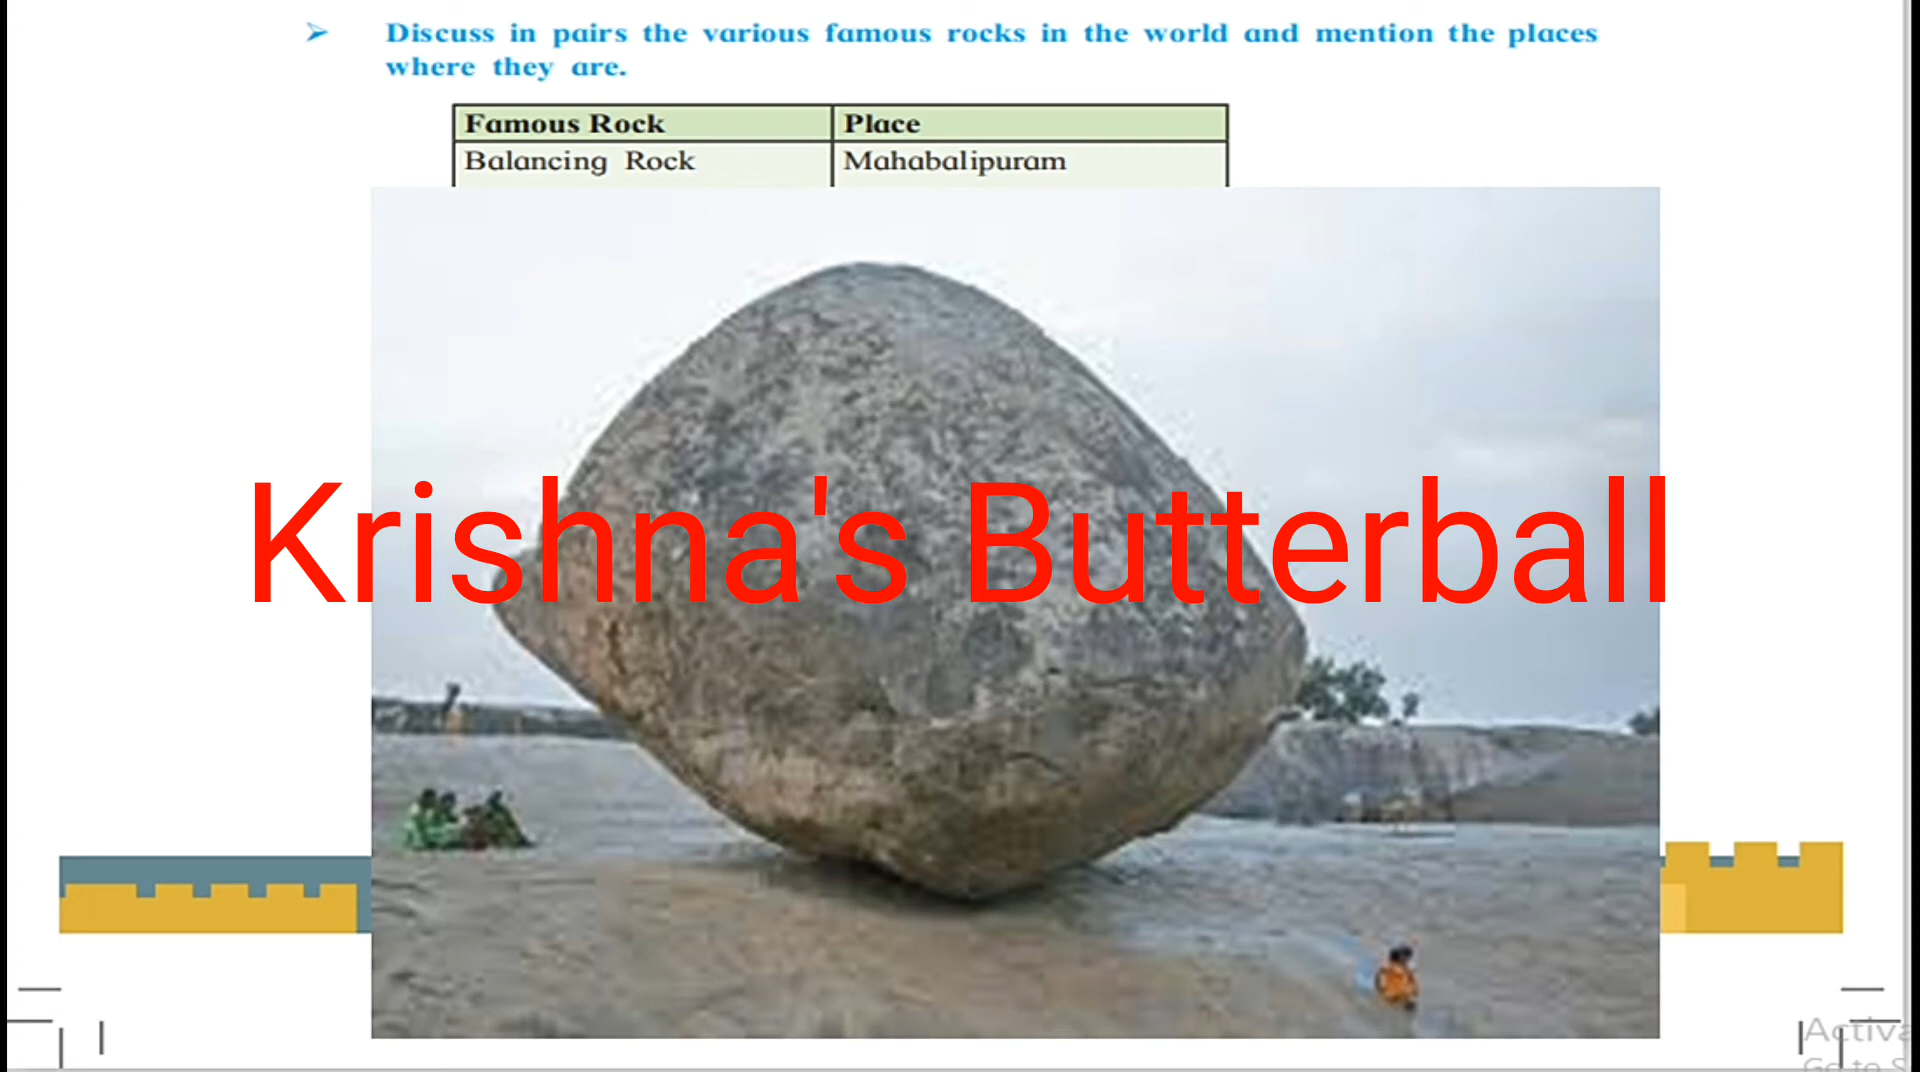 ➢ Discuss in pairs the various famous rocks in the world and mention the places
where they are.
Famous Rock Place
Balancing Rock Mahabalipuram
Krishna's Butterball